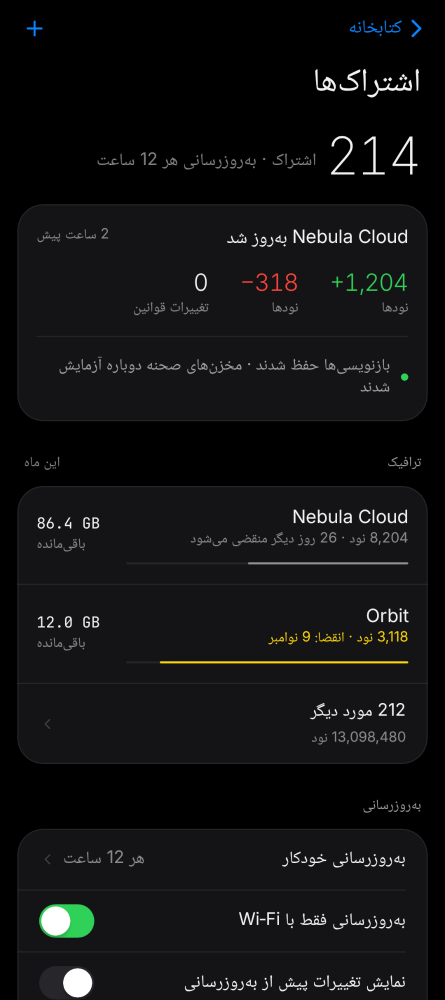 کتابخانه
اشتراک‌ها
214 اشتراک · به‌روزرسانی هر 12 ساعت
Nebula Cloud به‌روز شد
2 ساعت پیش
+1,204
−318
0
نودها
نودها
تغییرات قوانین
بازنویسی‌ها حفظ شدند · مخزن‌های صحنه دوباره آزمایش
شدند
ترافیک
این ماه
Nebula Cloud
86.4 GB
8,204 نود · 26 روز دیگر منقضی می‌شود
باقی‌مانده
Orbit
12.0 GB
3,118 نود · انقضا: 9 نوامبر
باقی‌مانده
212 مورد دیگر
13,098,480 نود
به‌روزرسانی
به‌روزرسانی خودکار
هر 12 ساعت
به‌روزرسانی فقط با Wi-Fi
نمایش تغییرات پیش از به‌روزرسانی